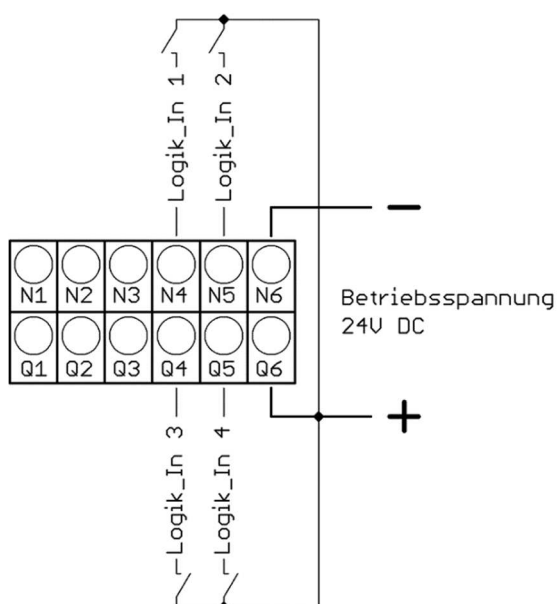 Logik_In 1
Logik_In 2
N1 N2 N3 N4 N5 N6
Q1 Q2 Q3 Q4 Q5 Q6
Betriebsspannung
24V DC
Logik_In 3
Logik_In 4